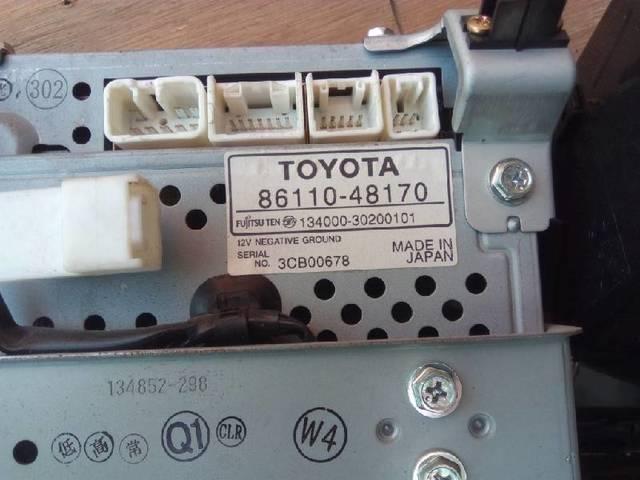 302
TOYOTA
86110-48170
FUJITSU TEN 134000-30200101
12V NEGATIVE GROUND
SERIAL NO. 3CB00678
MADE IN JAPAN
134852-298
低 高 常 Q1 CLR W4